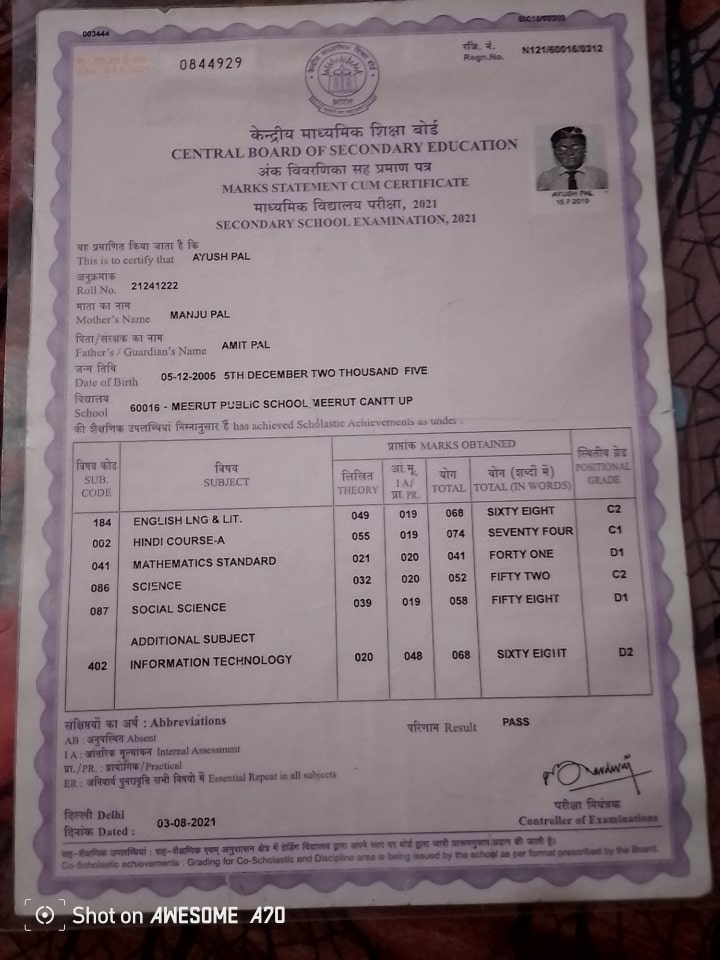 003444
0844929
रजि. नं.
Regn.No.
N121/60016/0312
केन्द्रीय माध्यमिक शिक्षा बोर्ड
CENTRAL BOARD OF SECONDARY EDUCATION
अंक विवरणिका सह प्रमाण पत्र
MARKS STATEMENT CUM CERTIFICATE
माध्यमिक विद्यालय परीक्षा, 2021
SECONDARY SCHOOL EXAMINATION, 2021
भारत
AYUSH PAL
यह प्रमाणित किया जाता है कि
This is to certify that AYUSH PAL
अनुक्रमांक
Roll No. 21241222
माता का नाम
Mother's Name MANJU PAL
पिता/संरक्षक का नाम
Father's / Guardian's Name AMIT PAL
जन्म तिथि
Date of Birth 05-12-2005 5TH DECEMBER TWO THOUSAND FIVE
विद्यालय
School 60016 - MEERUT PUBLIC SCHOOL MEERUT CANTT UP
की शैक्षणिक उपलब्धियां निम्नानुसार हैं has achieved Scholastic Achievements as under :
प्राप्तांक MARKS OBTAINED
विषय कोड SUB. CODE विषय SUBJECT लिखित THEORY आं.मू. I A/ प्रा. PR. योग TOTAL योग (शब्दों में) TOTAL (IN WORDS) स्थितीय ग्रेड POSITIONAL GRADE
184 ENGLISH LNG & LIT. 049 019 068 SIXTY EIGHT C2
002 HINDI COURSE-A 055 019 074 SEVENTY FOUR C1
041 MATHEMATICS STANDARD 021 020 041 FORTY ONE D1
086 SCIENCE 032 020 052 FIFTY TWO C2
087 SOCIAL SCIENCE 039 019 058 FIFTY EIGHT D1
ADDITIONAL SUBJECT
402 INFORMATION TECHNOLOGY 020 048 068 SIXTY EIGHT D2
संक्षिप्तियों का अर्थ : Abbreviations
AB : अनुपस्थित Absent
I A : आंतरिक मूल्यांकन Internal Assessment
प्रा./PR. : प्रायोगिक/Practical
ER : अनिवार्य पुनरावृत्ति सभी विषयो में Essential Repeat in all subjects
परिणाम Result PASS
दिल्ली Delhi
दिनांक Dated : 03-08-2021
परीक्षा नियंत्रक
Controller of Examinations
Co-Scholastic achievements : Grading for Co-Scholastic and Discipline area is being issued by the school as per format prescribed by the Board.
Shot on AWESOME A70